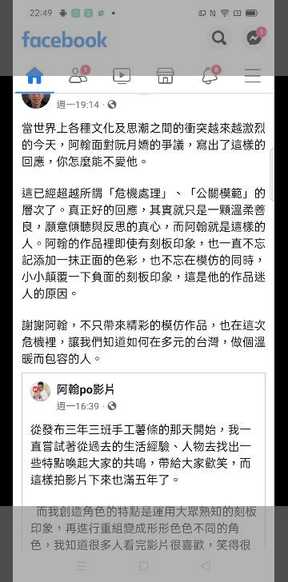 22:49
facebook
週一19:14
當世界上各種文化及思潮之間的衝突越來越激烈
的今天，阿翰面對阮月嬌的爭議，寫出了這樣的
回應，你怎麼能不愛他。
這已經超越所謂「危機處理」、「公關模範」的
層次了。真正好的回應，其實就只是一顆溫柔善
良，願意傾聽與反思的真心，而阿翰就是這樣的
人。阿翰的作品裡即使有刻板印象，也一直不忘
記添加一抹正面的色彩，也不忘在模仿的同時，
小小顛覆一下負面的刻板印象，這是他的作品迷
人的原因。
謝謝阿翰，不只帶來精彩的模仿作品，也在這次
危機裡，讓我們知道如何在多元的台灣，做個溫
暖而包容的人。
阿翰po影片
週一16:39
從發布三年三班手工薯條的那天開始，我一
直嘗試著從過去的生活經驗、人物去找出一
些特點喚起大家的共鳴，帶給大家歡笑，而
這樣拍影片下來也滿五年了。
而我創造角色的特點是運用大眾熟知的刻板
印象，再進行重組變成形形色色不同的角
色，我知道很多人看完影片很喜歡，笑得很